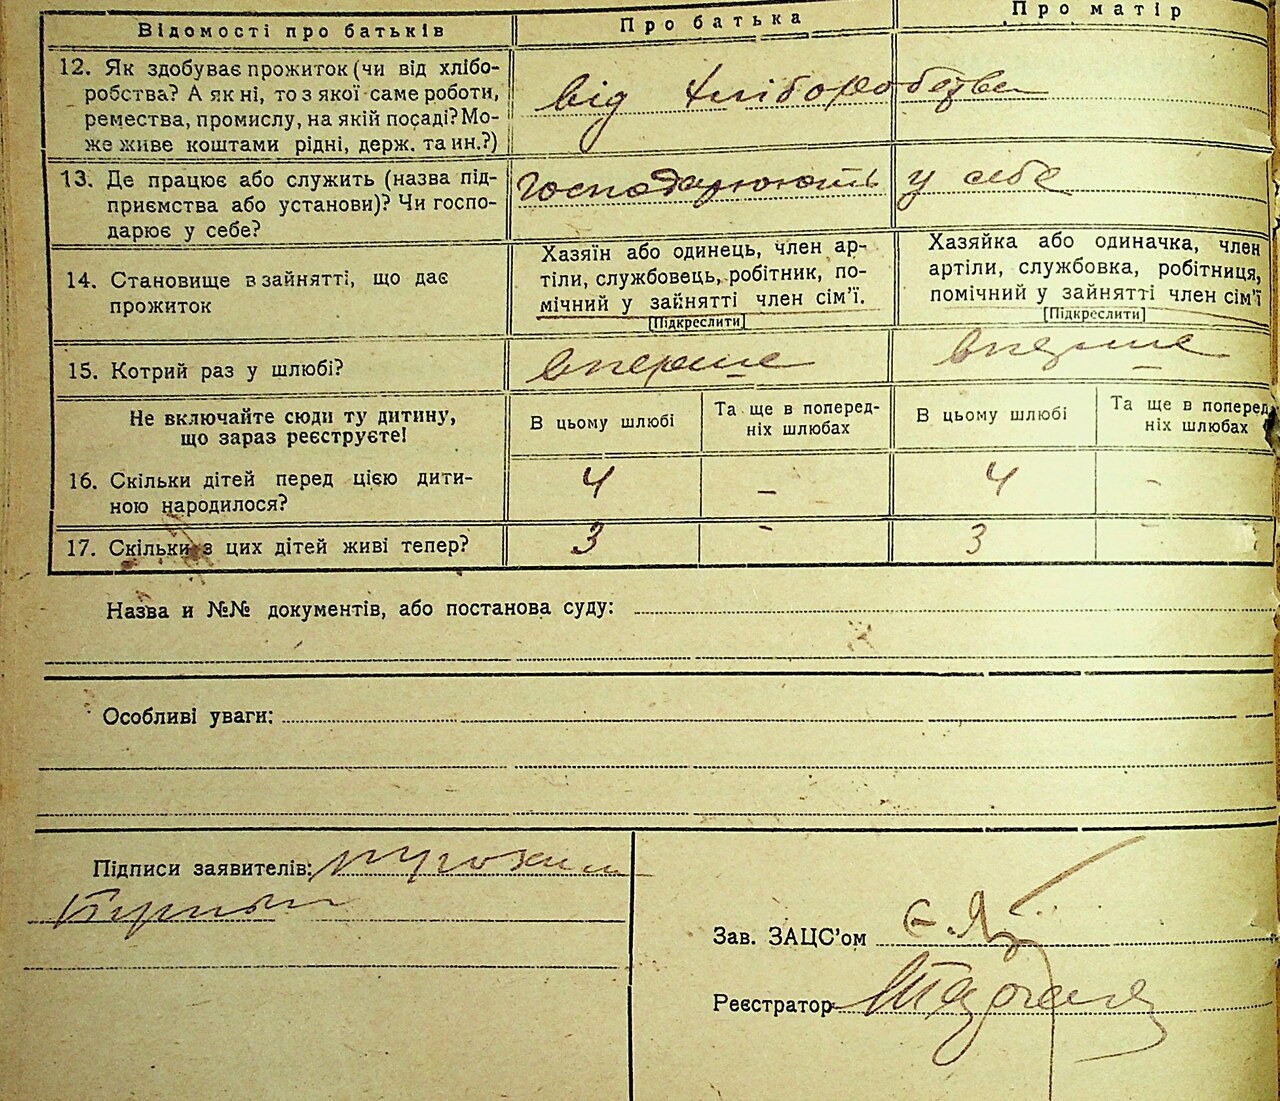 Відомості про батьків Про батька Про матір
12. Як здобуває прожиток (чи від хлібо-
робства? А як ні, то з якої саме роботи,
ремества, промислу, на якій посаді? Мо-
же живе коштами рідні, держ. та ин.?)
від хліборобства
13. Де працює або служить (назва під-
приємства або установи)? Чи госпо-
дарює у себе?
господарюють у себе
14. Становище в зайнятті, що дає
прожиток
Хазяїн або одинець, член ар-
тіли, службовець, робітник, по-
мічний у зайнятті член сім'ї.
[Підкреслити]
Хазяйка або одиначка, член
артіли, службовка, робітниця,
помічний у зайнятті член сім'ї
[Підкреслити]
15. Котрий раз у шлюбі? вперше вперше
Не включайте сюди ту дитину,
що зараз реєструєте!
В цьому шлюбі
Та ще в поперед-
ніх шлюбах
В цьому шлюбі
Та ще в поперед
ніх шлюбах
16. Скільки дітей перед цією дити-
ною народилося?
4 – 4 -
17. Скільки з цих дітей живі тепер? 3 - 3 –
Назва и №№ документів, або постанова суду:
Особливі уваги:
Підписи заявителів:
Зав. ЗАЦС'ом
Реєстратор